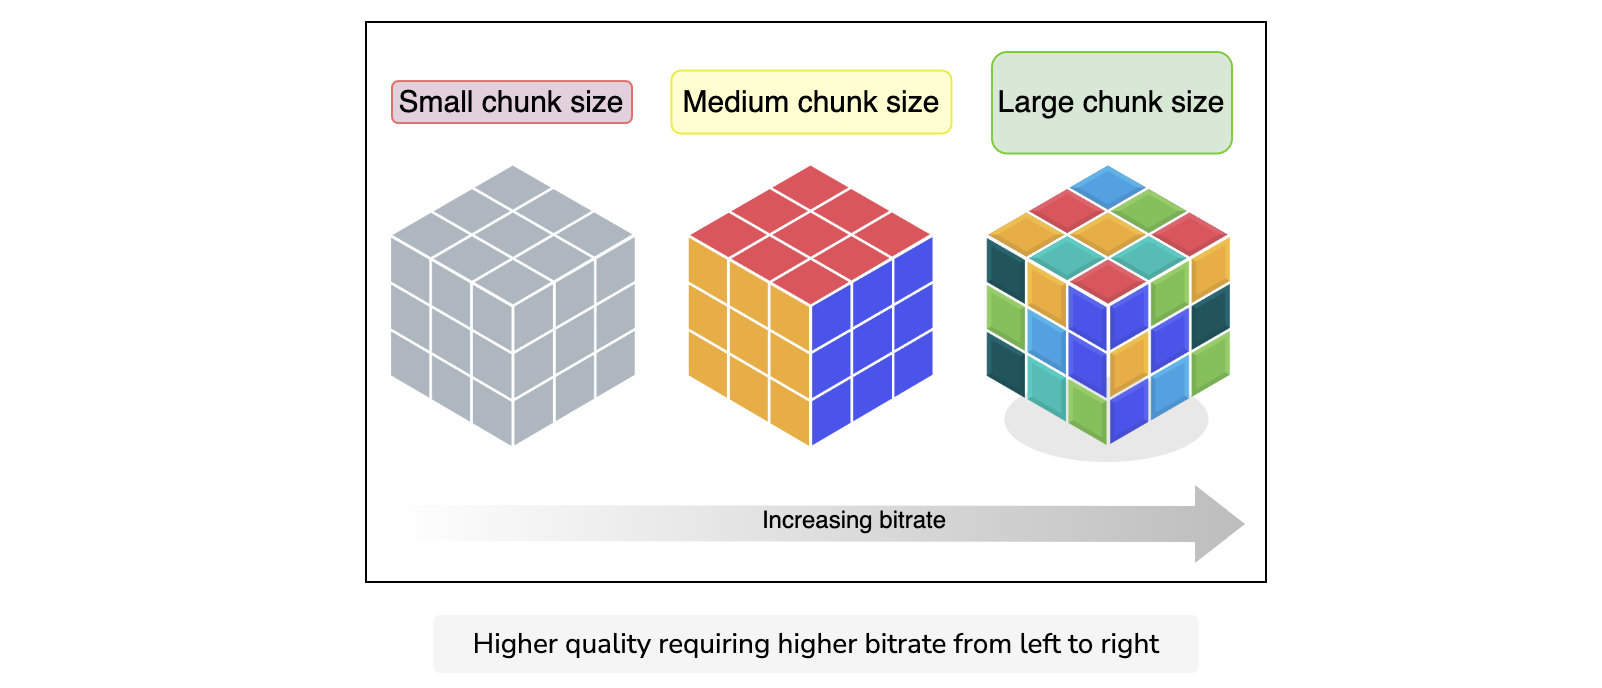 Small chunk size
Medium chunk size
Large chunk size
Increasing bitrate
Higher quality requiring higher bitrate from left to right